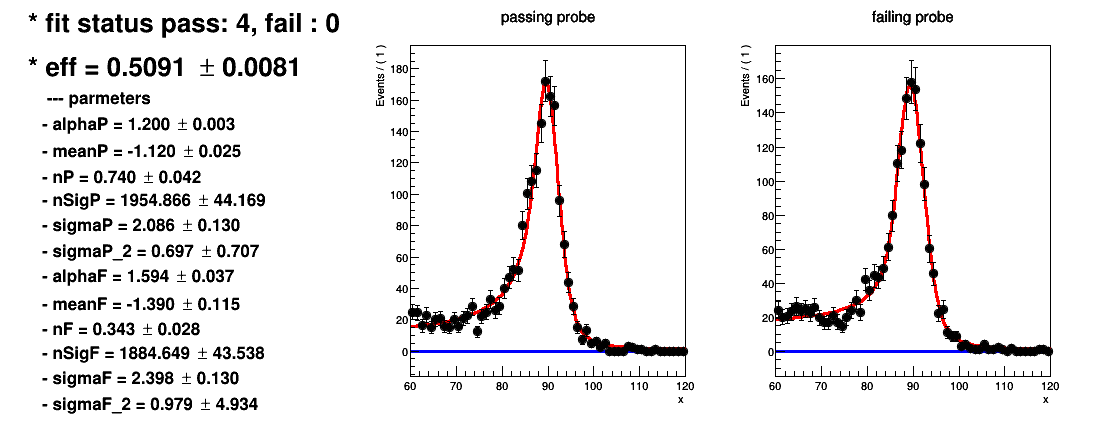 * fit status pass: 4, fail : 0
* eff = 0.5091 ± 0.0081
--- parmeters
- alphaP = 1.200 ± 0.003
- meanP = -1.120 ± 0.025
- nP = 0.740 ± 0.042
- nSigP = 1954.866 ± 44.169
- sigmaP = 2.086 ± 0.130
- sigmaP_2 = 0.697 ± 0.707
- alphaF = 1.594 ± 0.037
- meanF = -1.390 ± 0.115
- nF = 0.343 ± 0.028
- nSigF = 1884.649 ± 43.538
- sigmaF = 2.398 ± 0.130
- sigmaF_2 = 0.979 ± 4.934
passing probe
Events / ( 1 )
180
160
140
120
100
80
60
40
20
0
60 70 80 90 100 110 120
x
failing probe
Events / ( 1 )
160
140
120
100
80
60
40
20
0
60 70 80 90 100 110 120
x